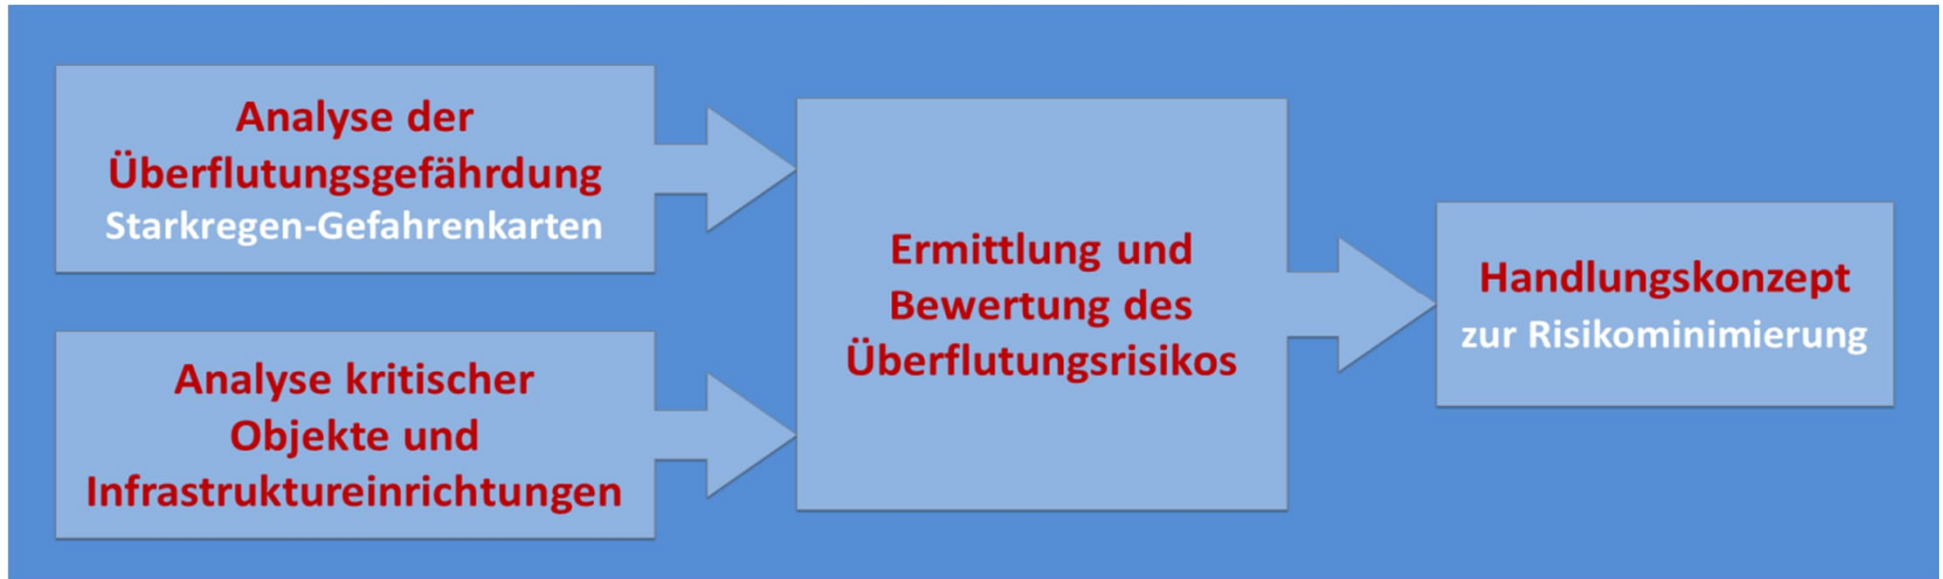 Analyse der
Überflutungsgefährdung
Starkregen-Gefahrenkarten
Analyse kritischer
Objekte und
Infrastruktureinrichtungen
Ermittlung und
Bewertung des
Überflutungsrisikos
Handlungskonzept
zur Risikominimierung